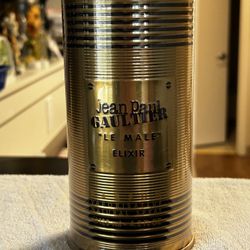 Jean Paul
GAULTIER
"LE MALE"
ELIXIR